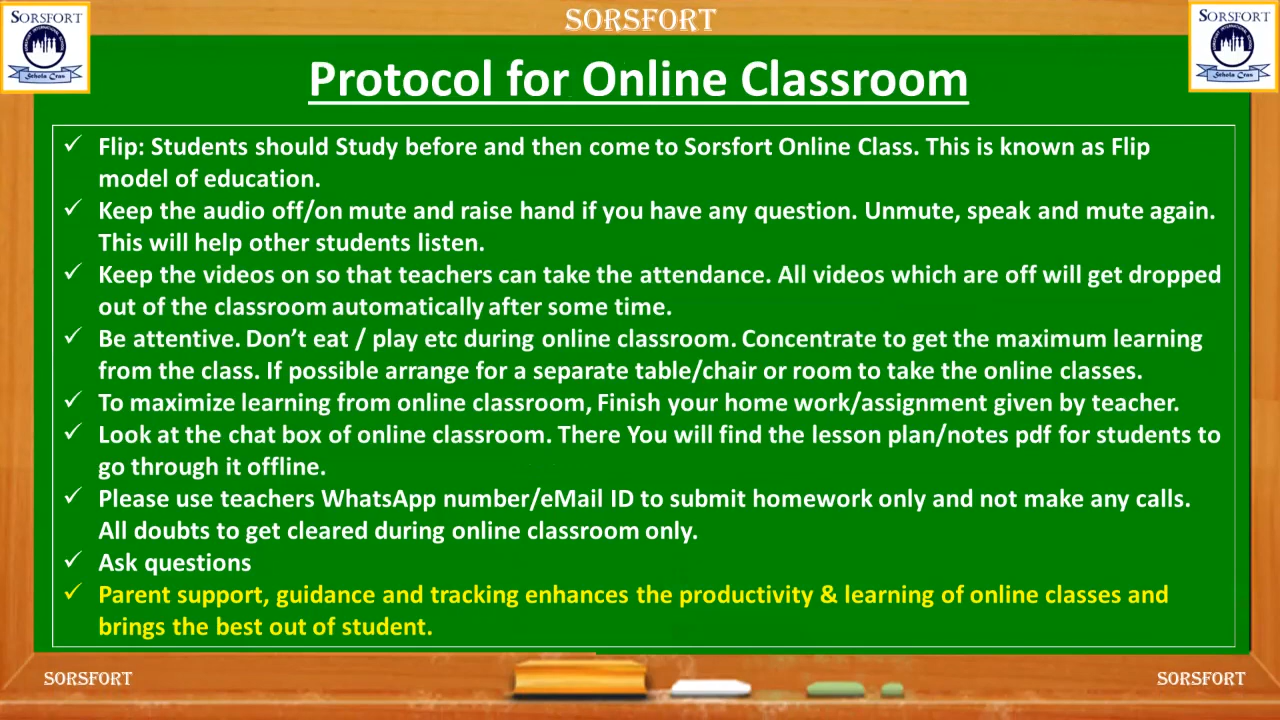 SORSFORT
SORSFORT
SORSFORT
Schola Cras
Schola Cras
Protocol for Online Classroom
✓ Flip: Students should Study before and then come to Sorsfort Online Class. This is known as Flip
model of education.
✓ Keep the audio off/on mute and raise hand if you have any question. Unmute, speak and mute again.
This will help other students listen.
✓ Keep the videos on so that teachers can take the attendance. All videos which are off will get dropped
out of the classroom automatically after some time.
✓ Be attentive. Don’t eat / play etc during online classroom. Concentrate to get the maximum learning
from the class. If possible arrange for a separate table/chair or room to take the online classes.
✓ To maximize learning from online classroom, Finish your home work/assignment given by teacher.
✓ Look at the chat box of online classroom. There You will find the lesson plan/notes pdf for students to
go through it offline.
✓ Please use teachers WhatsApp number/eMail ID to submit homework only and not make any calls.
All doubts to get cleared during online classroom only.
✓ Ask questions
✓ Parent support, guidance and tracking enhances the productivity & learning of online classes and
brings the best out of student.
SORSFORT
SORSFORT